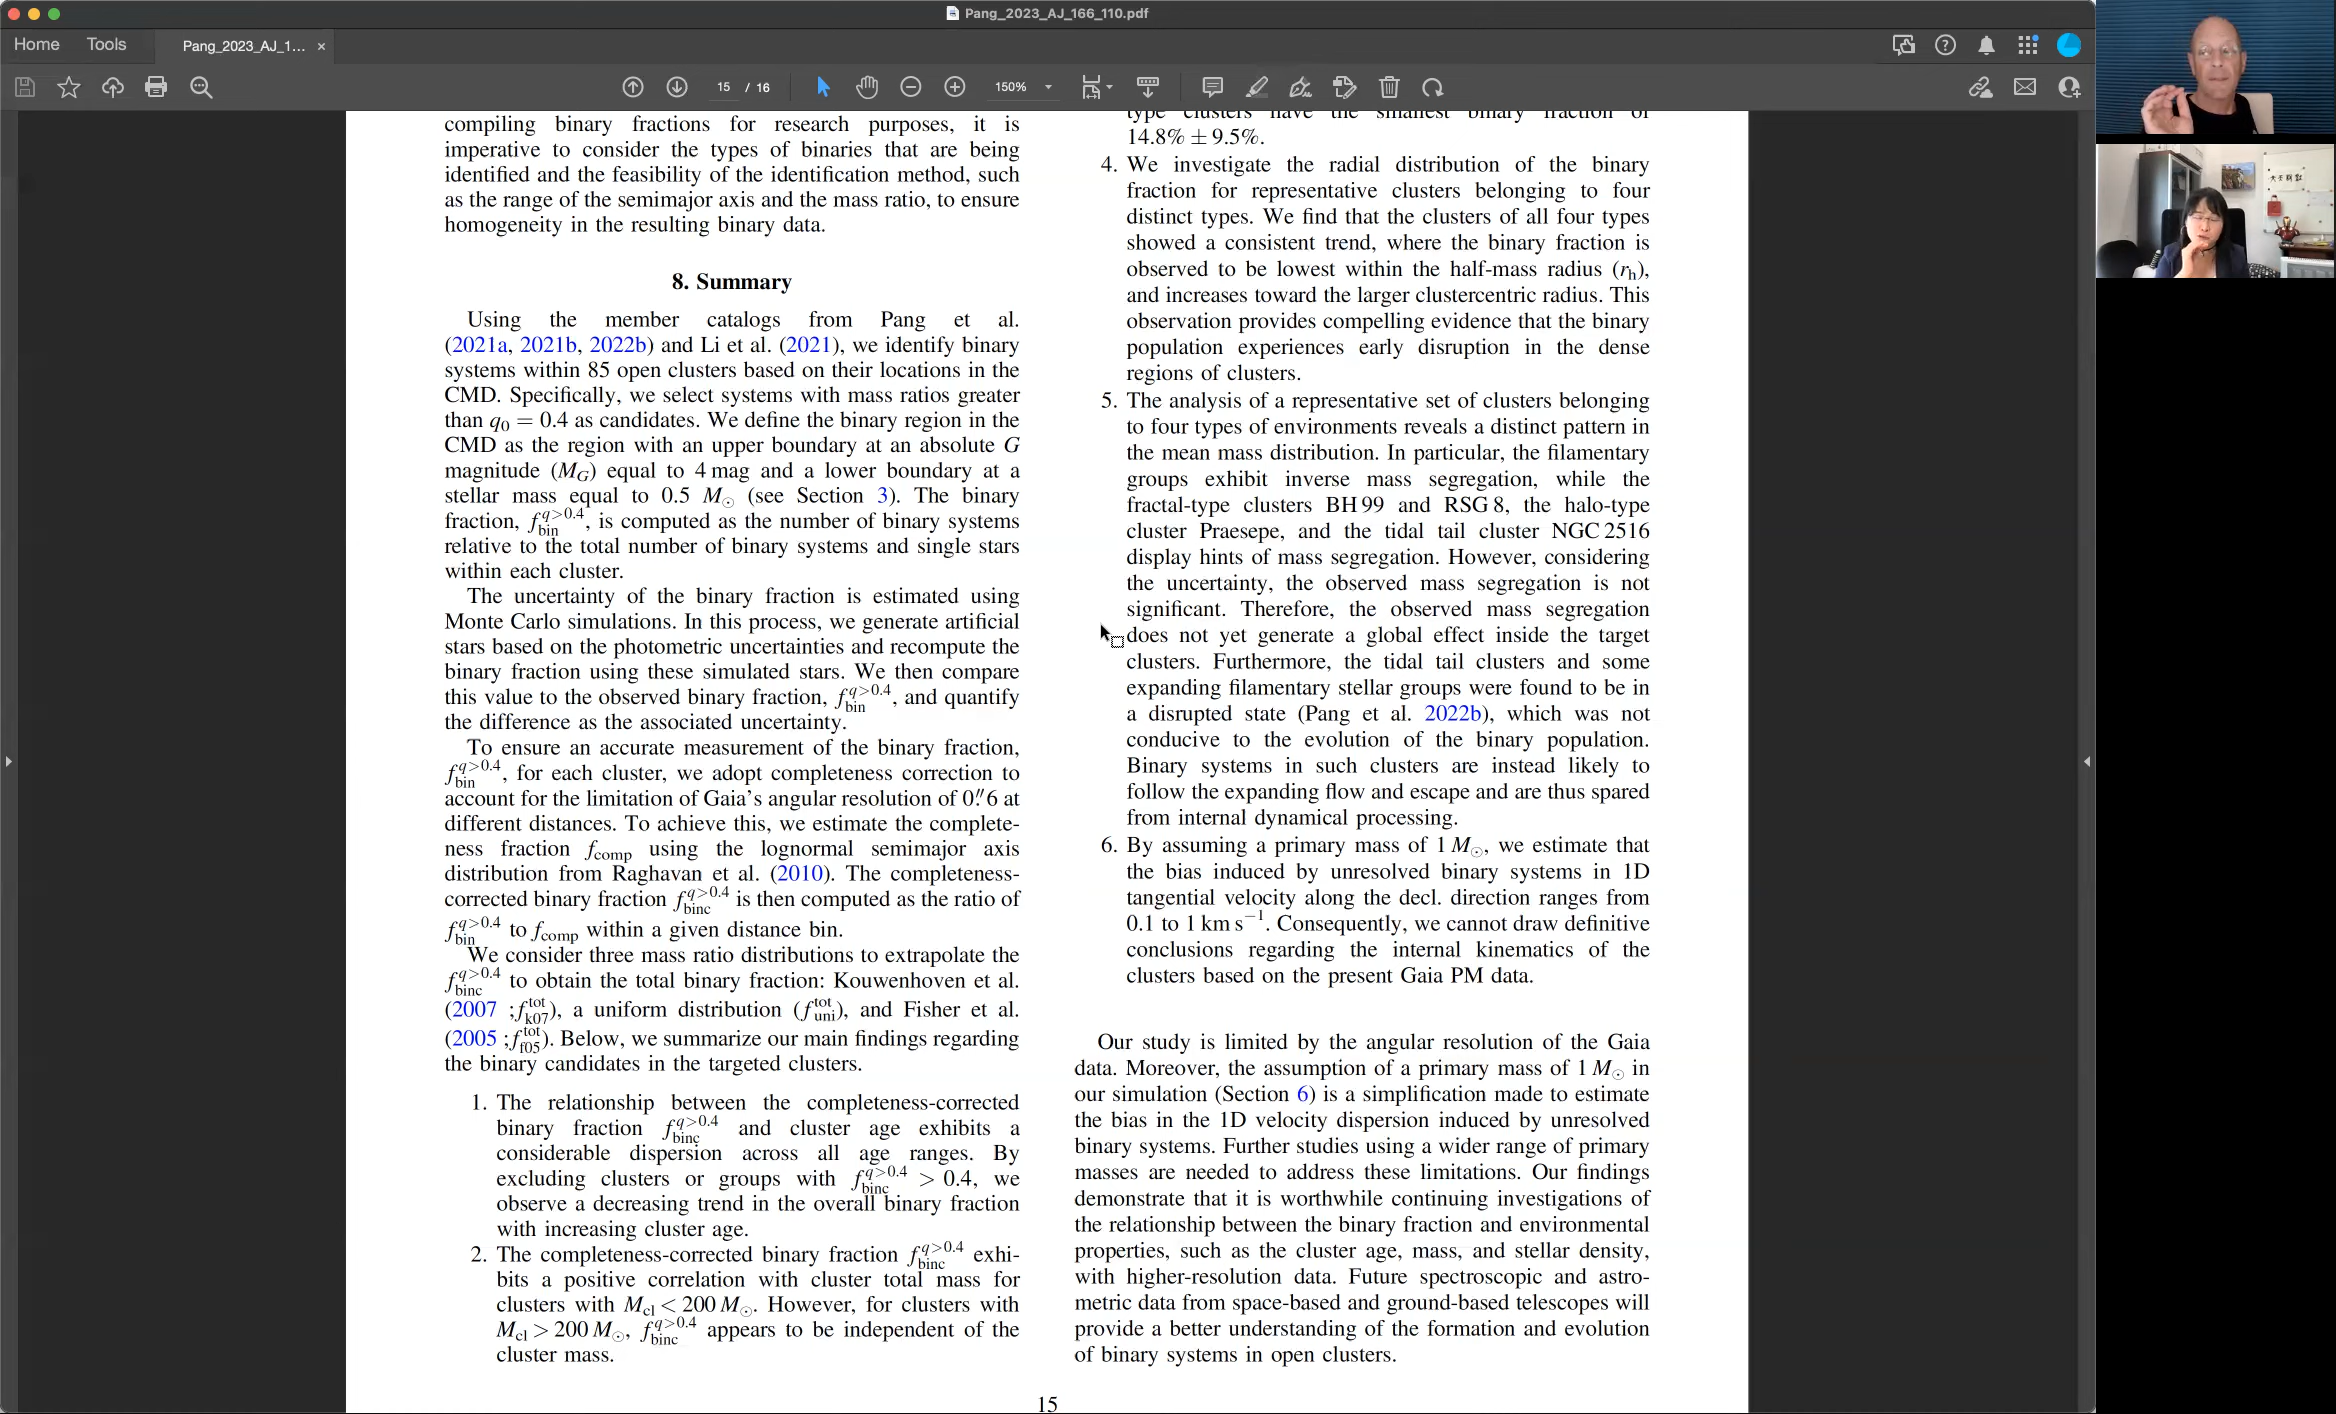 Pang_2023_AJ_166_110.pdf
Home
Tools
Pang_2023_AJ_1... ×
15 / 16
150%
compiling binary fractions for research purposes, it is
imperative to consider the types of binaries that are being
identified and the feasibility of the identification method, such
as the range of the semimajor axis and the mass ratio, to ensure
homogeneity in the resulting binary data.
8. Summary
Using the member catalogs from Pang et al.
(2021a, 2021b, 2022b) and Li et al. (2021), we identify binary
systems within 85 open clusters based on their locations in the
CMD. Specifically, we select systems with mass ratios greater
than q₀ = 0.4 as candidates. We define the binary region in the
CMD as the region with an upper boundary at an absolute G
magnitude (M_G) equal to 4 mag and a lower boundary at a
stellar mass equal to 0.5 M☉ (see Section 3). The binary
fraction, f_bin^q>0.4, is computed as the number of binary systems
relative to the total number of binary systems and single stars
within each cluster.
The uncertainty of the binary fraction is estimated using
Monte Carlo simulations. In this process, we generate artificial
stars based on the photometric uncertainties and recompute the
binary fraction using these simulated stars. We then compare
this value to the observed binary fraction, f_bin^q>0.4, and quantify
the difference as the associated uncertainty.
To ensure an accurate measurement of the binary fraction,
f_bin^q>0.4, for each cluster, we adopt completeness correction to
account for the limitation of Gaia's angular resolution of 0.″6 at
different distances. To achieve this, we estimate the complete-
ness fraction f_comp using the lognormal semimajor axis
distribution from Raghavan et al. (2010). The completeness-
corrected binary fraction f_binc^q>0.4 is then computed as the ratio of
f_bin^q>0.4 to f_comp within a given distance bin.
We consider three mass ratio distributions to extrapolate the
f_binc^q>0.4 to obtain the total binary fraction: Kouwenhoven et al.
(2007 ;f_k07^tot), a uniform distribution (f_uni^tot), and Fisher et al.
(2005 ;f_f05^tot). Below, we summarize our main findings regarding
the binary candidates in the targeted clusters.
1. The relationship between the completeness-corrected
binary fraction f_binc^q>0.4 and cluster age exhibits a
considerable dispersion across all age ranges. By
excluding clusters or groups with f_binc^q>0.4 > 0.4, we
observe a decreasing trend in the overall binary fraction
with increasing cluster age.
2. The completeness-corrected binary fraction f_binc^q>0.4 exhi-
bits a positive correlation with cluster total mass for
clusters with M_cl < 200 M☉. However, for clusters with
M_cl > 200 M☉, f_binc^q>0.4 appears to be independent of the
cluster mass.
type clusters have the smallest binary fraction of
14.8% ± 9.5%.
4. We investigate the radial distribution of the binary
fraction for representative clusters belonging to four
distinct types. We find that the clusters of all four types
showed a consistent trend, where the binary fraction is
observed to be lowest within the half-mass radius (r_h),
and increases toward the larger clustercentric radius. This
observation provides compelling evidence that the binary
population experiences early disruption in the dense
regions of clusters.
5. The analysis of a representative set of clusters belonging
to four types of environments reveals a distinct pattern in
the mean mass distribution. In particular, the filamentary
groups exhibit inverse mass segregation, while the
fractal-type clusters BH 99 and RSG 8, the halo-type
cluster Praesepe, and the tidal tail cluster NGC 2516
display hints of mass segregation. However, considering
the uncertainty, the observed mass segregation is not
significant. Therefore, the observed mass segregation
does not yet generate a global effect inside the target
clusters. Furthermore, the tidal tail clusters and some
expanding filamentary stellar groups were found to be in
a disrupted state (Pang et al. 2022b), which was not
conducive to the evolution of the binary population.
Binary systems in such clusters are instead likely to
follow the expanding flow and escape and are thus spared
from internal dynamical processing.
6. By assuming a primary mass of 1 M☉, we estimate that
the bias induced by unresolved binary systems in 1D
tangential velocity along the decl. direction ranges from
0.1 to 1 km s⁻¹. Consequently, we cannot draw definitive
conclusions regarding the internal kinematics of the
clusters based on the present Gaia PM data.
Our study is limited by the angular resolution of the Gaia
data. Moreover, the assumption of a primary mass of 1 M☉ in
our simulation (Section 6) is a simplification made to estimate
the bias in the 1D velocity dispersion induced by unresolved
binary systems. Further studies using a wider range of primary
masses are needed to address these limitations. Our findings
demonstrate that it is worthwhile continuing investigations of
the relationship between the binary fraction and environmental
properties, such as the cluster age, mass, and stellar density,
with higher-resolution data. Future spectroscopic and astro-
metric data from space-based and ground-based telescopes will
provide a better understanding of the formation and evolution
of binary systems in open clusters.
15